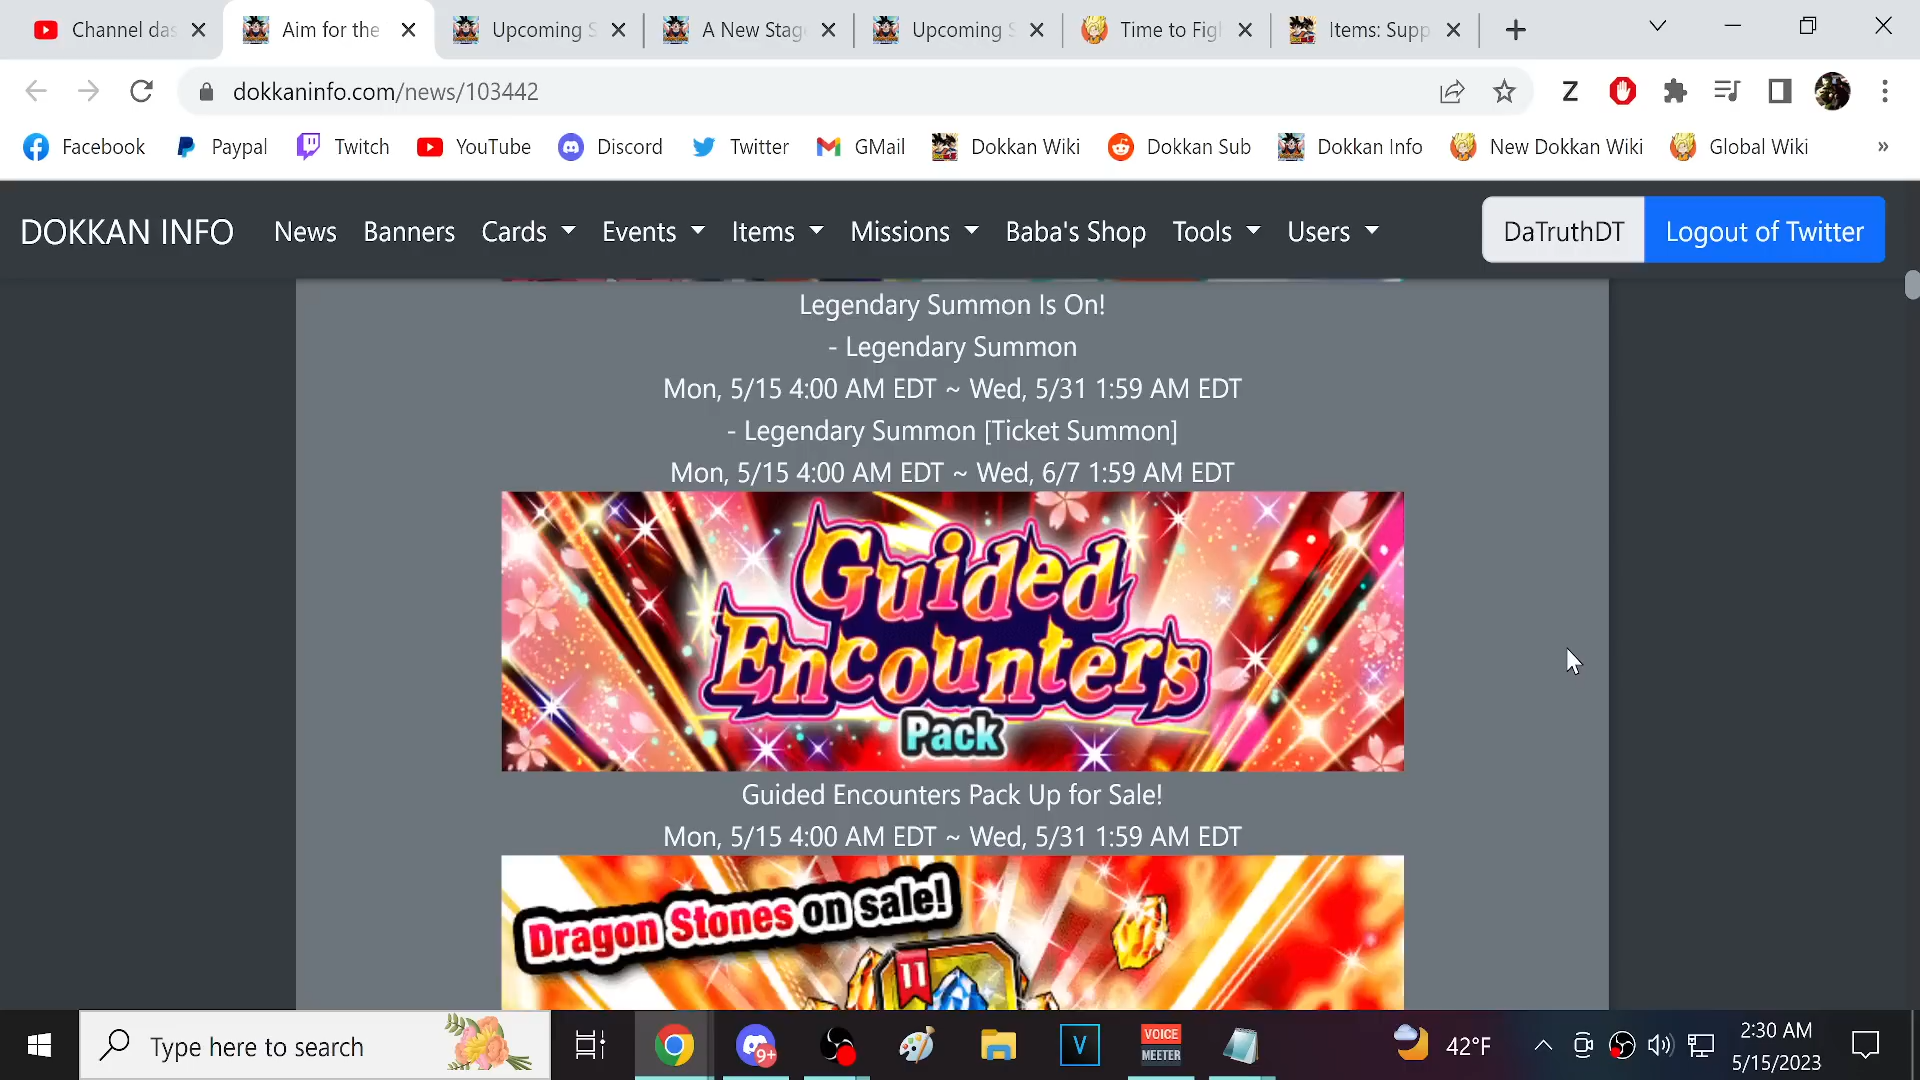 Channel das
Aim for the
Upcoming S
A New Stag
Upcoming S
Time to Figh
Items: Supp
dokkaninfo.com/news/103442
Z
Facebook
Paypal
Twitch
YouTube
Discord
Twitter
GMail
Dokkan Wiki
Dokkan Sub
Dokkan Info
New Dokkan Wiki
Global Wiki
»
DOKKAN INFO
News
Banners
Cards
Events
Items
Missions
Baba's Shop
Tools
Users
DaTruthDT
Logout of Twitter
Legendary Summon Is On!
- Legendary Summon
Mon, 5/15 4:00 AM EDT ~ Wed, 5/31 1:59 AM EDT
- Legendary Summon [Ticket Summon]
Mon, 5/15 4:00 AM EDT ~ Wed, 6/7 1:59 AM EDT
Guided
Encounters
Pack
Guided Encounters Pack Up for Sale!
Mon, 5/15 4:00 AM EDT ~ Wed, 5/31 1:59 AM EDT
Dragon Stones on sale!
11
Type here to search
9+
V
VOICE
MEETER
42°F
2:30 AM
5/15/2023